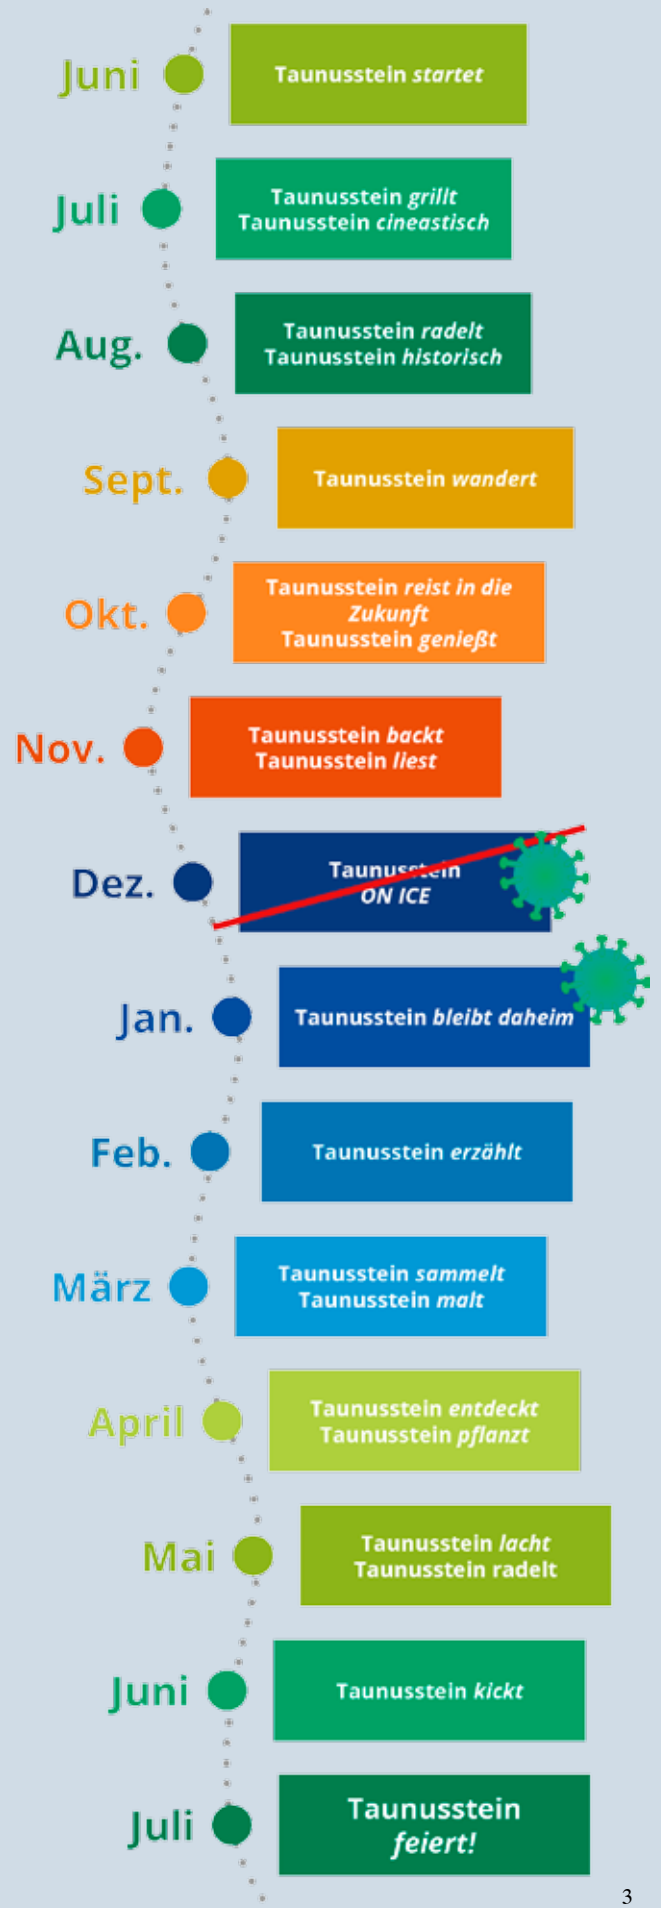 Juni
Taunusstein startet
Juli
Taunusstein grillt
Taunusstein cineastisch
Aug.
Taunusstein radelt
Taunusstein historisch
Sept.
Taunusstein wandert
Okt.
Taunusstein reist in die
Zukunft
Taunusstein genießt
Nov.
Taunusstein backt
Taunusstein liest
Dez.
Taunusstein
ON ICE
Jan.
Taunusstein bleibt daheim
Feb.
Taunusstein erzählt
März
Taunusstein sammelt
Taunusstein malt
April
Taunusstein entdeckt
Taunusstein pflanzt
Mai
Taunusstein lacht
Taunusstein radelt
Juni
Taunusstein kickt
Juli
Taunusstein
feiert!
3